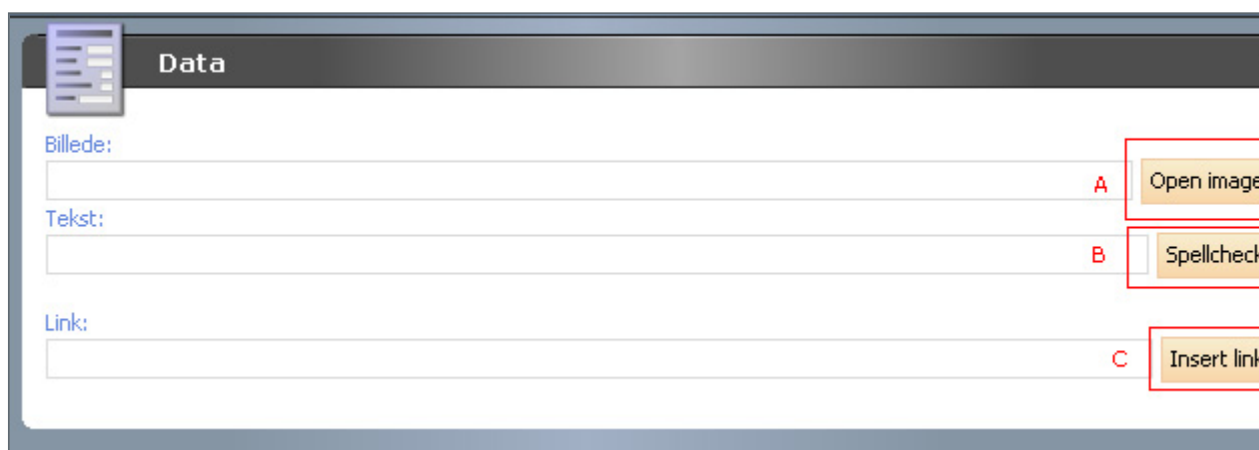 Data
Billede:
A Open image
Tekst:
B Spellcheck
Link:
C Insert link